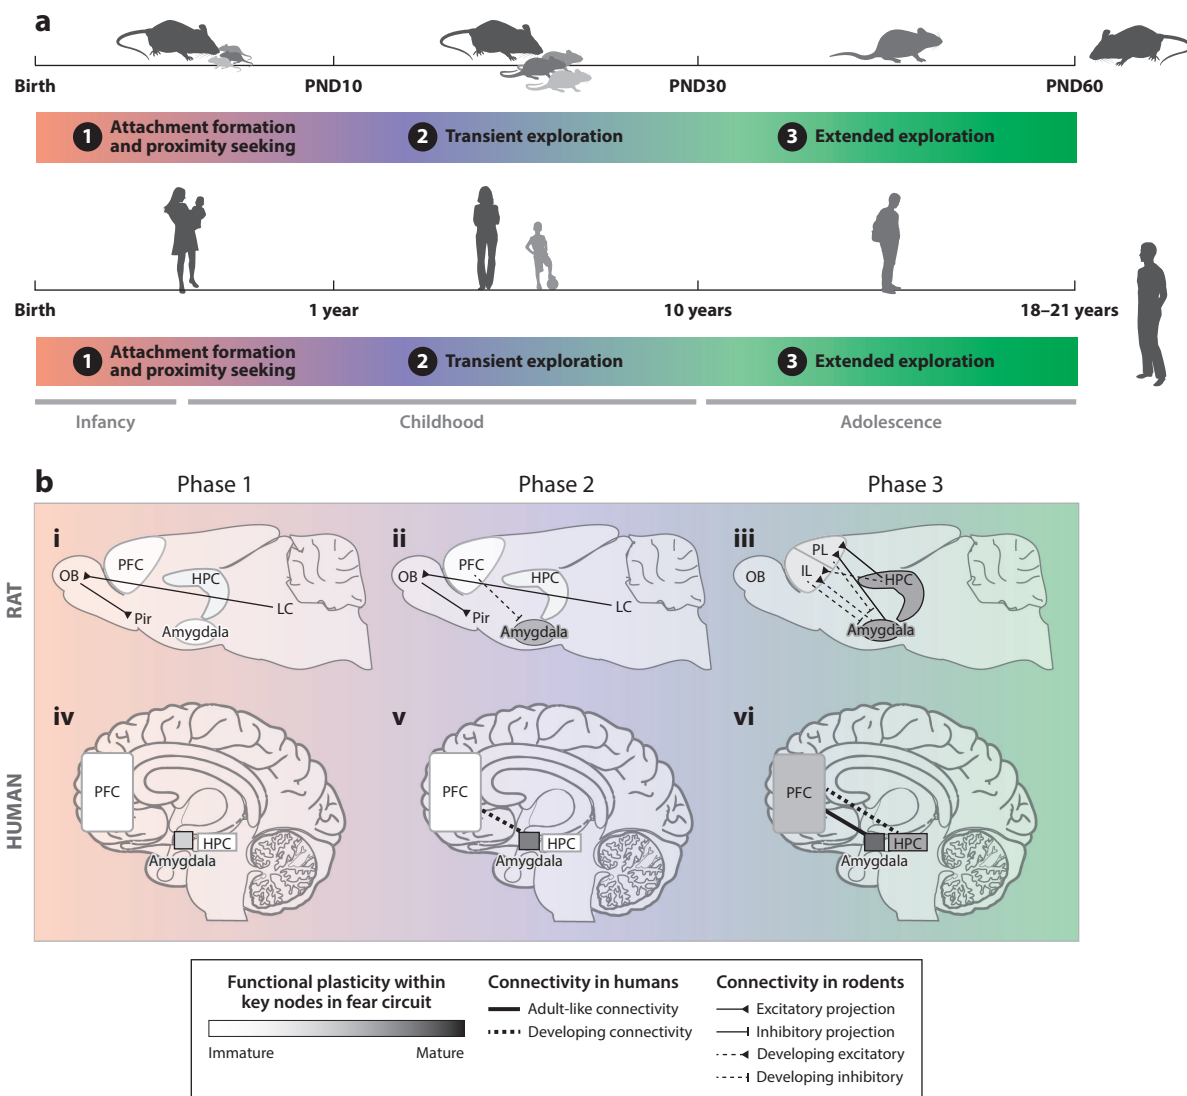 a
Birth
PND10
PND30
PND60
1 Attachment formation
and proximity seeking
2 Transient exploration
3 Extended exploration
Birth
1 year
10 years
18–21 years
1 Attachment formation
and proximity seeking
2 Transient exploration
3 Extended exploration
Infancy
Childhood
Adolescence
b
Phase 1
Phase 2
Phase 3
RAT
i
OB
PFC
HPC
LC
Pir
Amygdala
ii
OB
PFC
HPC
LC
Pir
Amygdala
iii
OB
PL
IL
HPC
Amygdala
HUMAN
iv
PFC
HPC
Amygdala
v
PFC
HPC
Amygdala
vi
PFC
HPC
Amygdala
Functional plasticity within
key nodes in fear circuit
Immature
Mature
Connectivity in humans
Adult-like connectivity
Developing connectivity
Connectivity in rodents
Excitatory projection
Inhibitory projection
Developing excitatory
Developing inhibitory